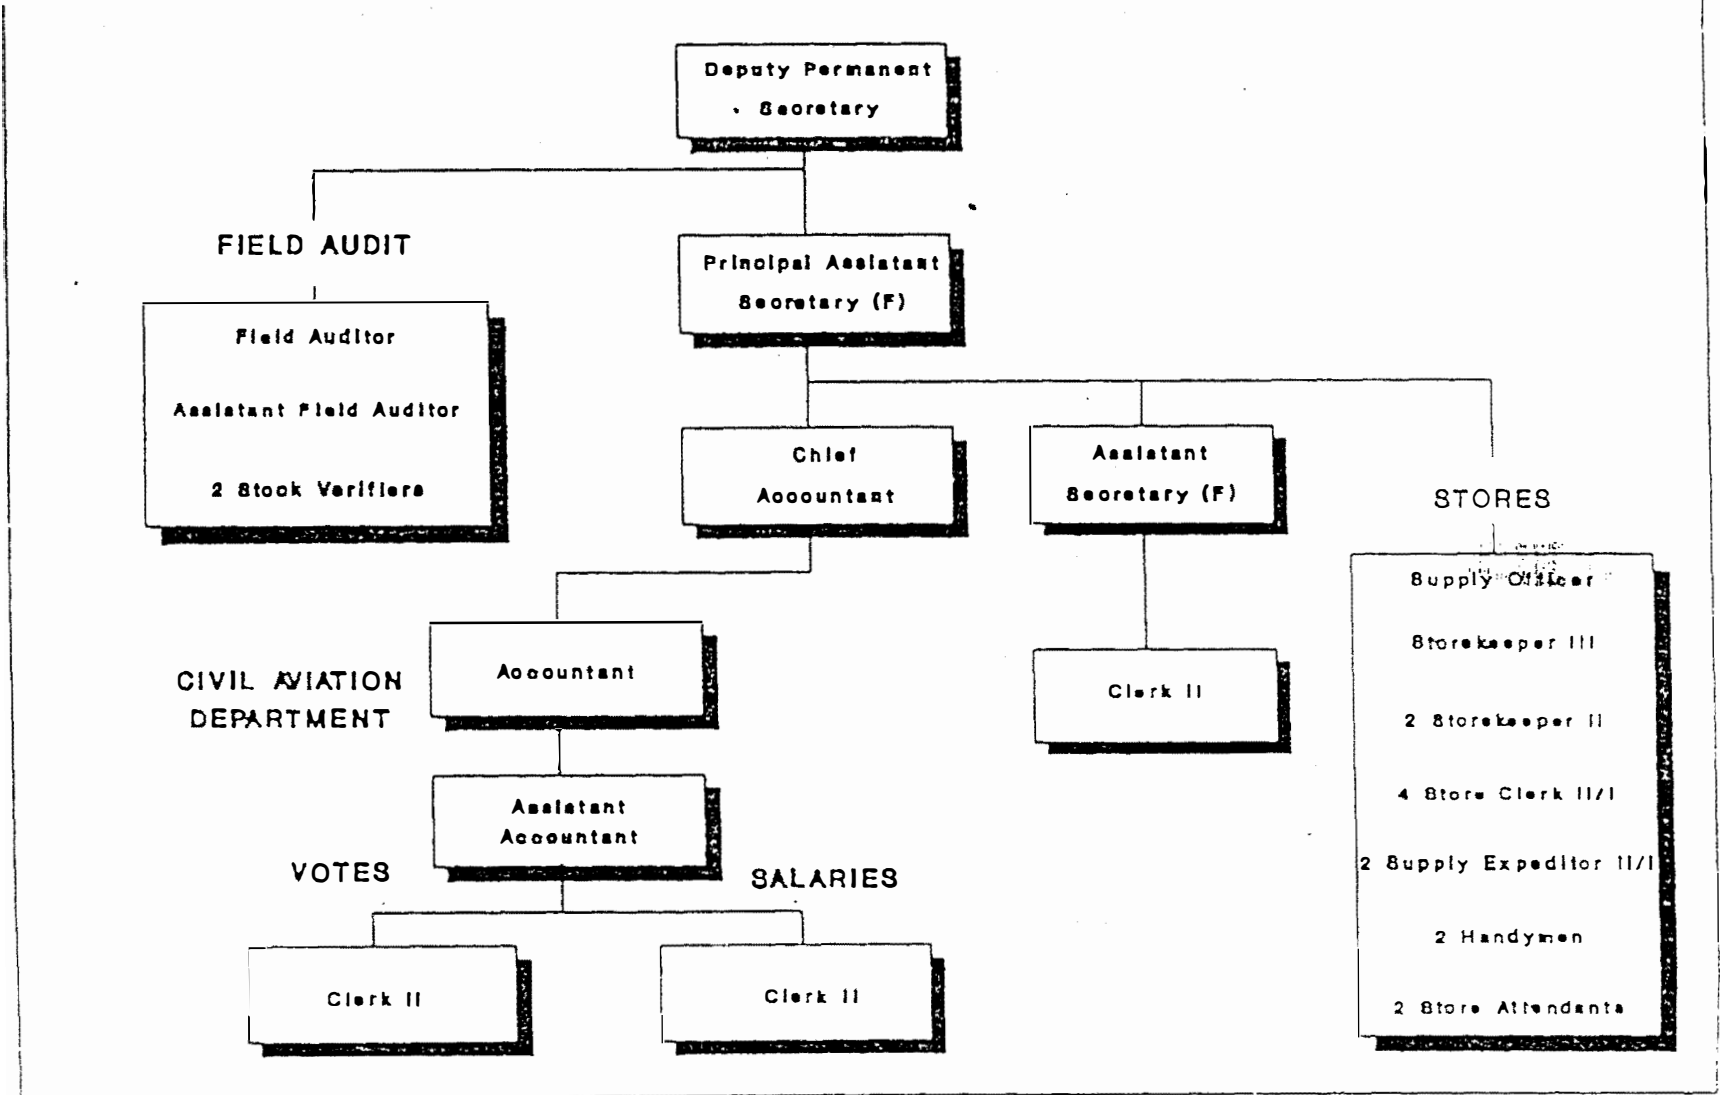 Deputy Permanent
Secretary
FIELD AUDIT
Principal Assistant
Secretary (F)
Field Auditor
Assistant Field Auditor
2 Stock Verifiers
Chief
Accountant
Assistant
Secretary (F)
STORES
Supply Officer
Storekeeper III
2 Storekeeper II
4 Store Clerk II/I
2 Supply Expeditor II/I
2 Handymen
2 Store Attendants
CIVIL AVIATION
DEPARTMENT
Accountant
Clerk II
Assistant
Accountant
VOTES
SALARIES
Clerk II
Clerk II